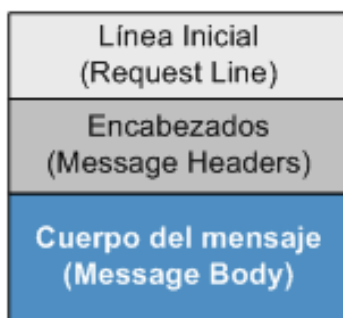 Línea Inicial
(Request Line)
Encabezados
(Message Headers)
Cuerpo del mensaje
(Message Body)